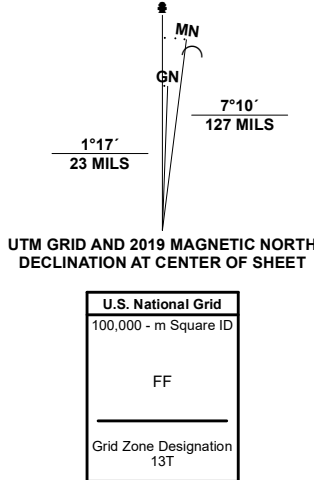 MN
GN
7°10´
127 MILS
1°17´
23 MILS
UTM GRID AND 2019 MAGNETIC NORTH
DECLINATION AT CENTER OF SHEET
U.S. National Grid
100,000 - m Square ID
FF
Grid Zone Designation
13T